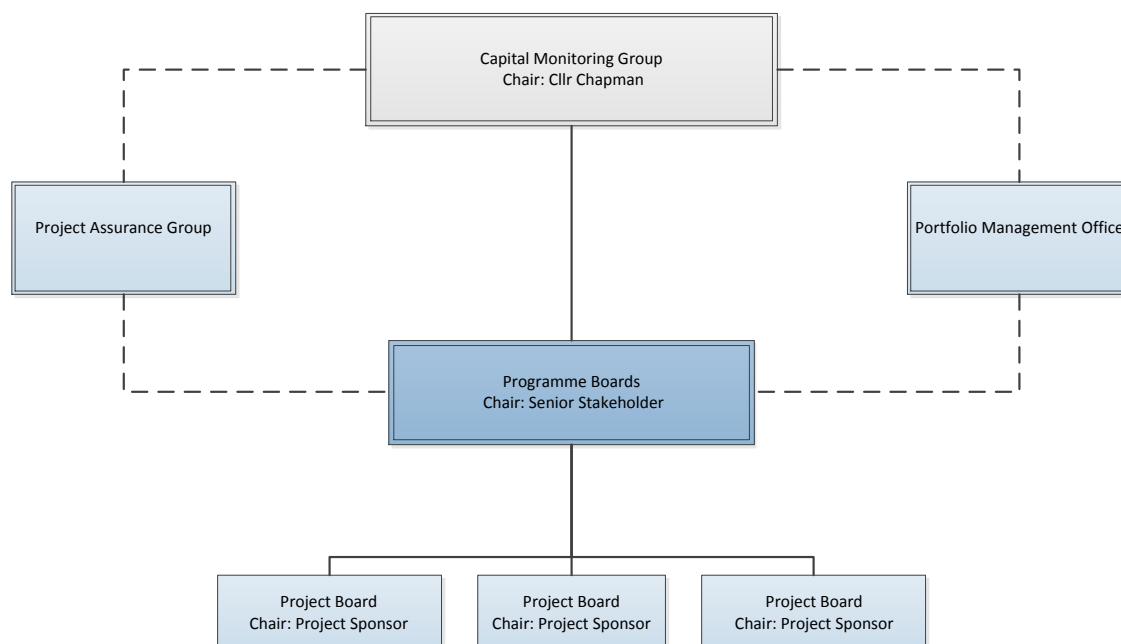 Capital Monitoring Group
Chair: Cllr Chapman
Project Assurance Group
Portfolio Management Office
Programme Boards
Chair: Senior Stakeholder
Project Board
Chair: Project Sponsor
Project Board
Chair: Project Sponsor
Project Board
Chair: Project Sponsor